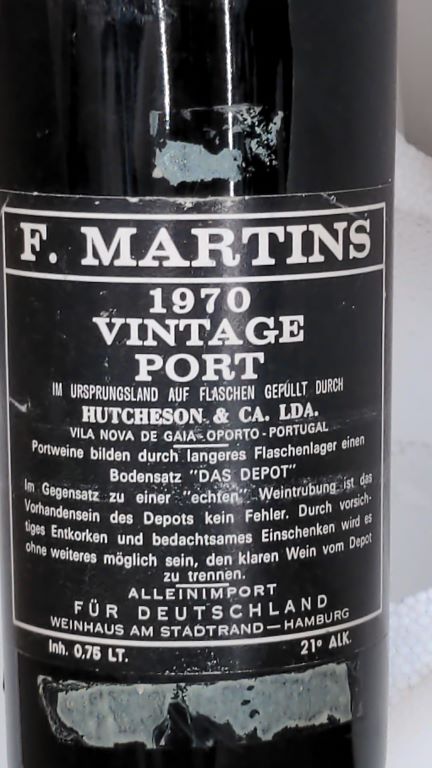 F. MARTINS
1970
VINTAGE
PORT
IM URSPRUNGSLAND AUF FLASCHEN GEFÜLLT DURCH
HUTCHESON & CA. LDA.
VILA NOVA DE GAIA - OPORTO - PORTUGAL
Portweine bilden durch langeres Flaschenlager einen
Bodensatz "DAS DEPOT"
Im Gegensatz zu einer "echten" Weintrubung ist das
Vorhandensein des Depots kein Fehler. Durch vorsich-
tiges Entkorken und bedachtsames Einschenken wird es
ohne weiteres möglich sein, den klaren Wein vom Depot
zu trennen.
ALLEINIMPORT
FÜR DEUTSCHLAND
WEINHAUS AM STADTRAND — HAMBURG
Inh. 0,75 LT. 21º ALK.